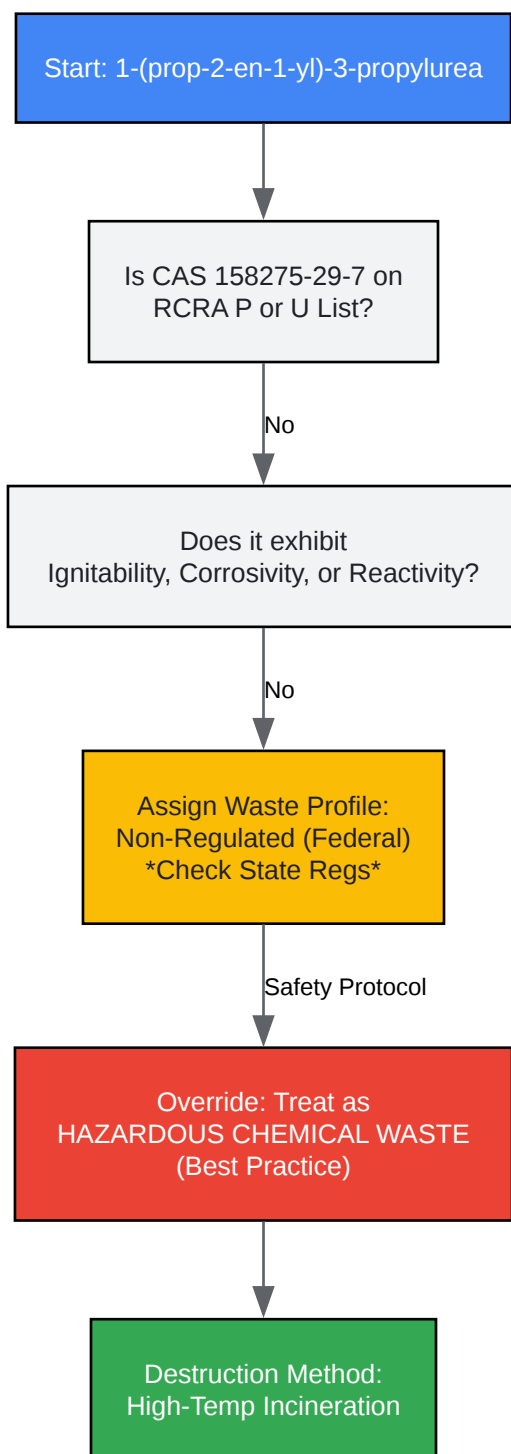 Start: 1-(prop-2-en-1-yl)-3-propylurea
Is CAS 158275-29-7 on
RCRA P or U List?
No
Does it exhibit
Ignitability, Corrosivity, or Reactivity?
No
Assign Waste Profile:
Non-Regulated (Federal)
*Check State Regs*
Safety Protocol
Override: Treat as
HAZARDOUS CHEMICAL WASTE
(Best Practice)
Destruction Method:
High-Temp Incineration